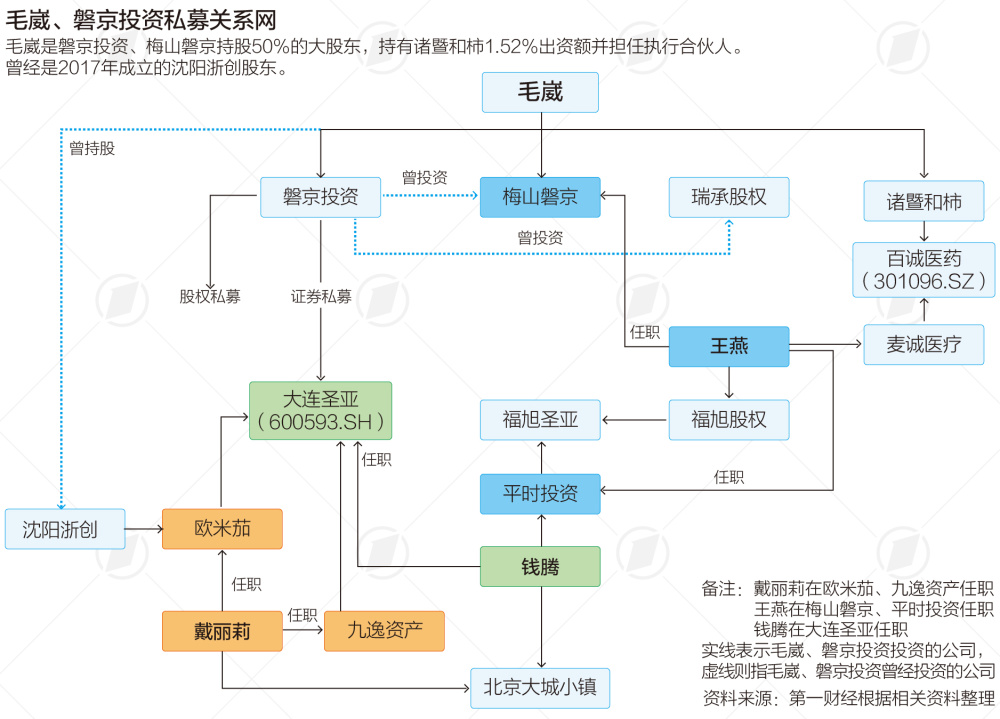 毛崴、磐京投资私募关系网
毛崴是磐京投资、梅山磐京持股50%的大股东，持有诸暨和柿1.52%出资额并担任执行合伙人。
曾经是2017年成立的沈阳浙创股东。
毛崴
曾持股
磐京投资
曾投资
梅山磐京
瑞承股权
诸暨和柿
曾投资
百诚医药
（301096.SZ）
股权私募
证券私募
任职
王燕
麦诚医疗
大连圣亚
（600593.SH）
福旭圣亚
福旭股权
任职
任职
平时投资
沈阳浙创
欧米茄
钱腾
任职
戴丽莉
任职
九逸资产
北京大城小镇
备注：戴丽莉在欧米茄、九逸资产任职
王燕在梅山磐京、平时投资任职
钱腾在大连圣亚任职
实线表示毛崴、磐京投资投资的公司，
虚线则指毛崴、磐京投资曾经投资的公司
资料来源：第一财经根据相关资料整理